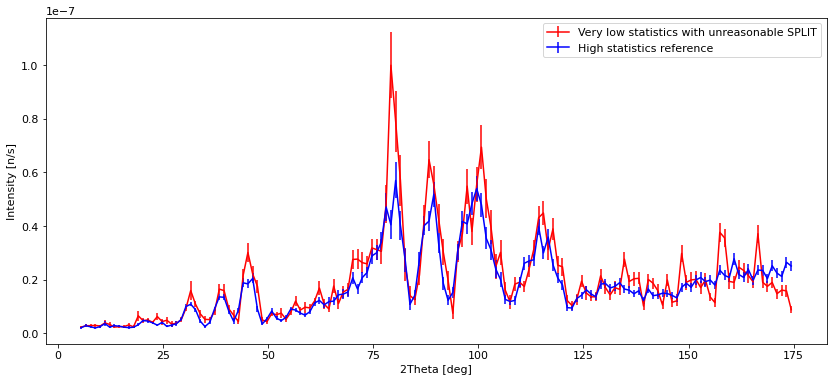 1e−7
Very low statistics with unreasonable SPLIT
High statistics reference
1.0
0.8
0.6
0.4
0.2
0.0
Intensity [n/s]
0 25 50 75 100 125 150 175
2Theta [deg]